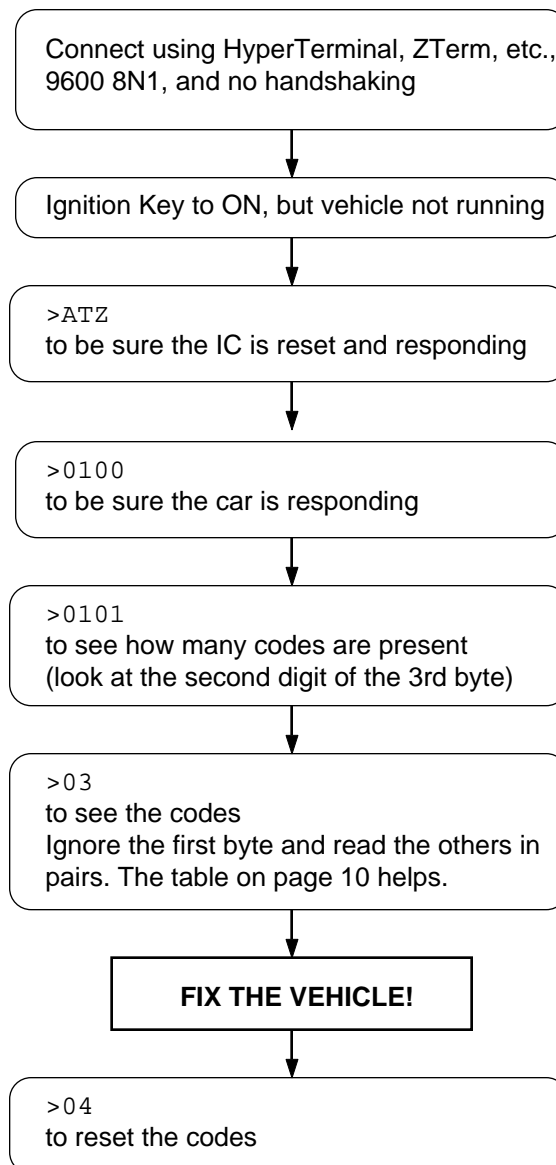 Connect using HyperTerminal, ZTerm, etc.,
9600 8N1, and no handshaking
Ignition Key to ON, but vehicle not running
>ATZ
to be sure the IC is reset and responding
>0100
to be sure the car is responding
>0101
to see how many codes are present
(look at the second digit of the 3rd byte)
>03
to see the codes
Ignore the first byte and read the others in
pairs. The table on page 10 helps.
FIX THE VEHICLE!
>04
to reset the codes